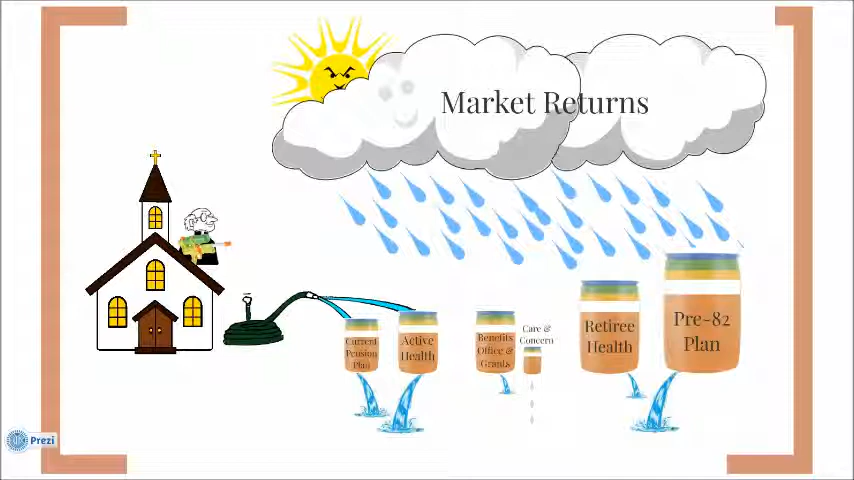 Market Returns
Current
Pension
Plan
Active
Health
Benefits
Office &
Grants
Care &
Concern
Retiree
Health
Pre-82
Plan
Prezi